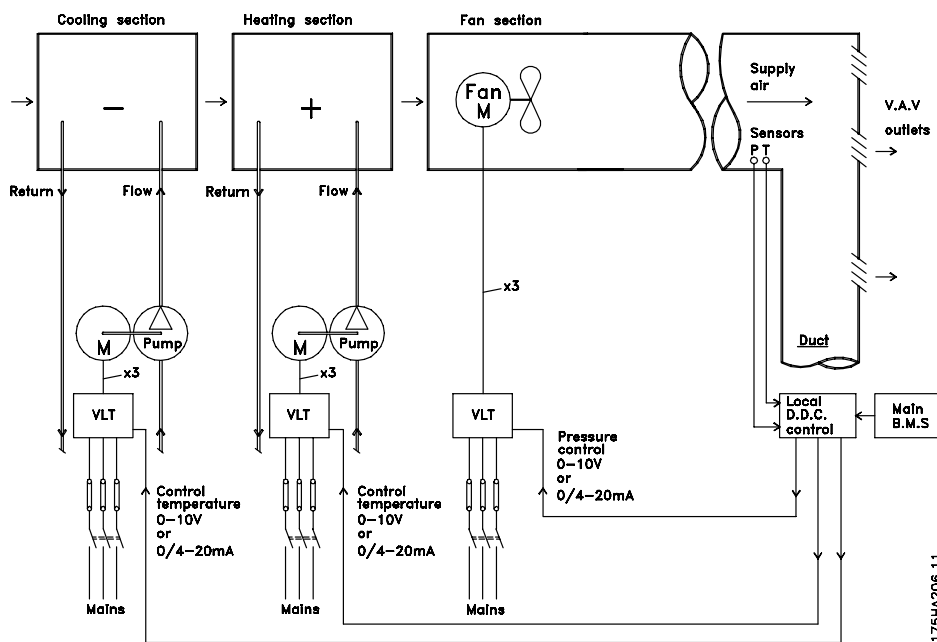 Cooling section
Heating section
Fan section
−
+
Fan
M
Supply
air
V.A.V
outlets
Sensors
P T
Return
Flow
Return
Flow
x3
M
Pump
M
Pump
Duct
x3
x3
VLT
VLT
VLT
Local
D.D.C.
control
Main
B.M.S
Pressure
control
0-10V
or
0/4-20mA
Control
temperature
0-10V
or
0/4-20mA
Control
temperature
0-10V
or
0/4-20mA
Mains
Mains
Mains
175HA206.11